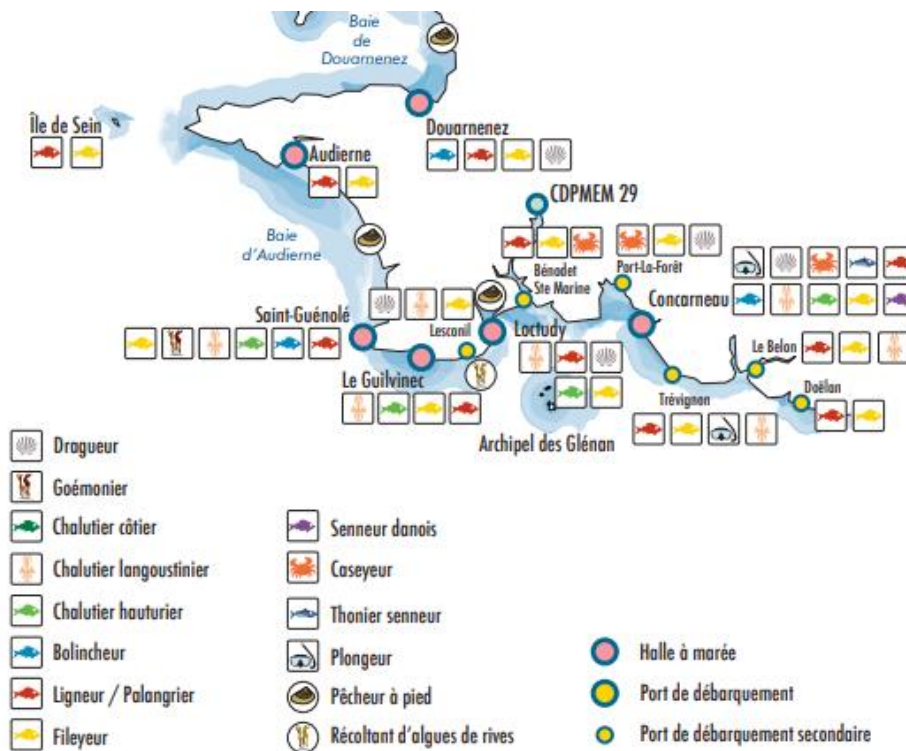 Baie
de
Douarnenez
Île de Sein
Douarnenez
Audierne
CDPMEM 29
Baie
d'Audierne
Bénodet
Ste Marine
Port-La-Forêt
Concarneau
Saint-Guénolé
Lesconil
Loctudy
Le Belon
Le Guilvinec
Trévignon
Doëlan
Archipel des Glénan
Dragueur
Goémonier
Chalutier côtier
Chalutier langoustinier
Chalutier hauturier
Bolincheur
Ligneur / Palangrier
Fileyeur
Senneur danois
Caseyeur
Thonier senneur
Plongeur
Pêcheur à pied
Récoltant d'algues de rives
Halle à marée
Port de débarquement
Port de débarquement secondaire